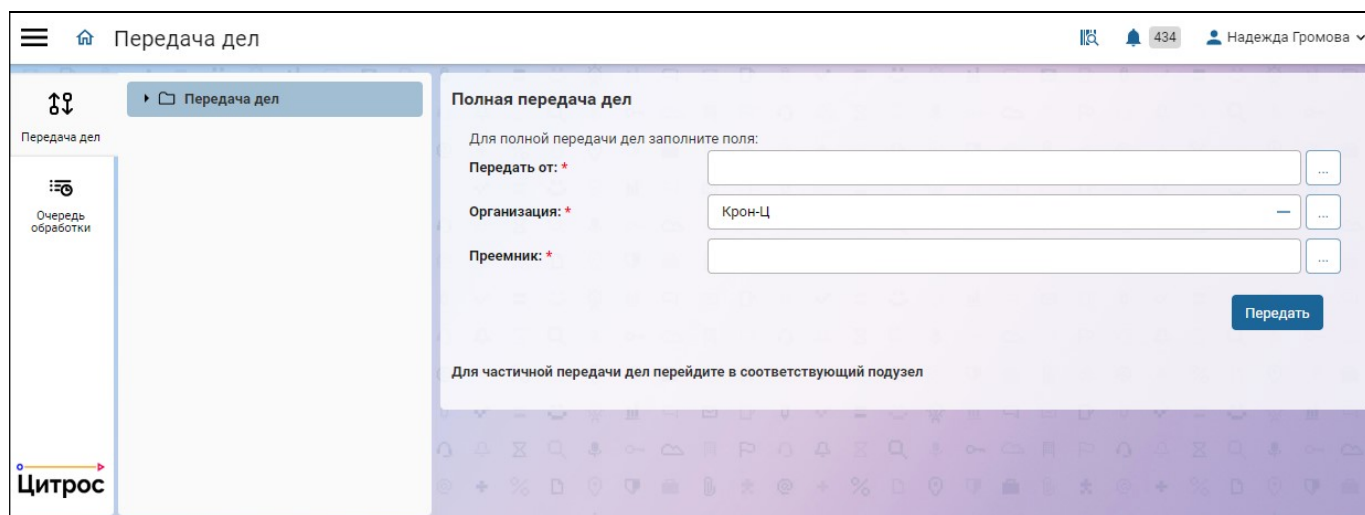 Передача дел
434
Надежда Громова
Передача дел
Очередь
обработки
Передача дел
Полная передача дел
Для полной передачи дел заполните поля:
Передать от: *
...
Организация: *
Крон-Ц
...
Преемник: *
...
Передать
Для частичной передачи дел перейдите в соответствующий подузел
Цитрос